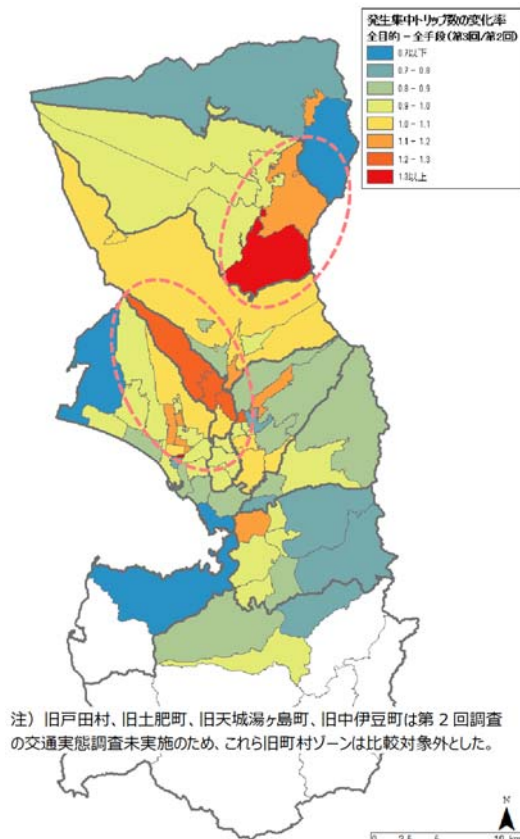 発生集中トリップ数の変化率
全目的－全手段(第3回/第2回)
0.7以下
0.7 - 0.8
0.8 - 0.9
0.9 - 1.0
1.0 - 1.1
1.1 - 1.2
1.2 - 1.3
1.3以上
注）旧戸田村、旧土肥町、旧天城湯ヶ島町、旧中伊豆町は第２回調査
の交通実態調査未実施のため、これら旧町村ゾーンは比較対象外とした。
0 2.5 5 10 km